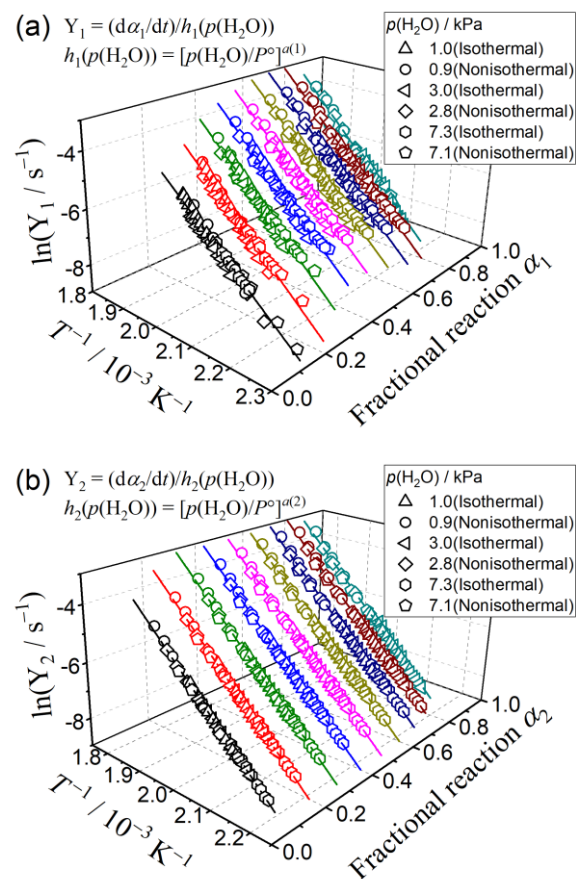 (a) Y₁ = (dα₁/dt)/h₁(p(H₂O))
h₁(p(H₂O)) = [p(H₂O)/P°]ᵃ⁽¹⁾
p(H₂O) / kPa
1.0(Isothermal)
0.9(Nonisothermal)
3.0(Isothermal)
2.8(Nonisothermal)
7.3(Isothermal)
7.1(Nonisothermal)
ln(Y₁ / s⁻¹)
-4
-6
-8
1.8
1.9
2.0
2.1
2.2
2.3
T⁻¹ / 10⁻³ K⁻¹
0.0
0.2
0.4
0.6
0.8
1.0
Fractional reaction α₁
(b) Y₂ = (dα₂/dt)/h₂(p(H₂O))
h₂(p(H₂O)) = [p(H₂O)/P°]ᵃ⁽²⁾
p(H₂O) / kPa
1.0(Isothermal)
0.9(Nonisothermal)
3.0(Isothermal)
2.8(Nonisothermal)
7.3(Isothermal)
7.1(Nonisothermal)
ln(Y₂ / s⁻¹)
-4
-6
-8
1.8
1.9
2.0
2.1
2.2
T⁻¹ / 10⁻³ K⁻¹
0.0
0.2
0.4
0.6
0.8
1.0
Fractional reaction α₂